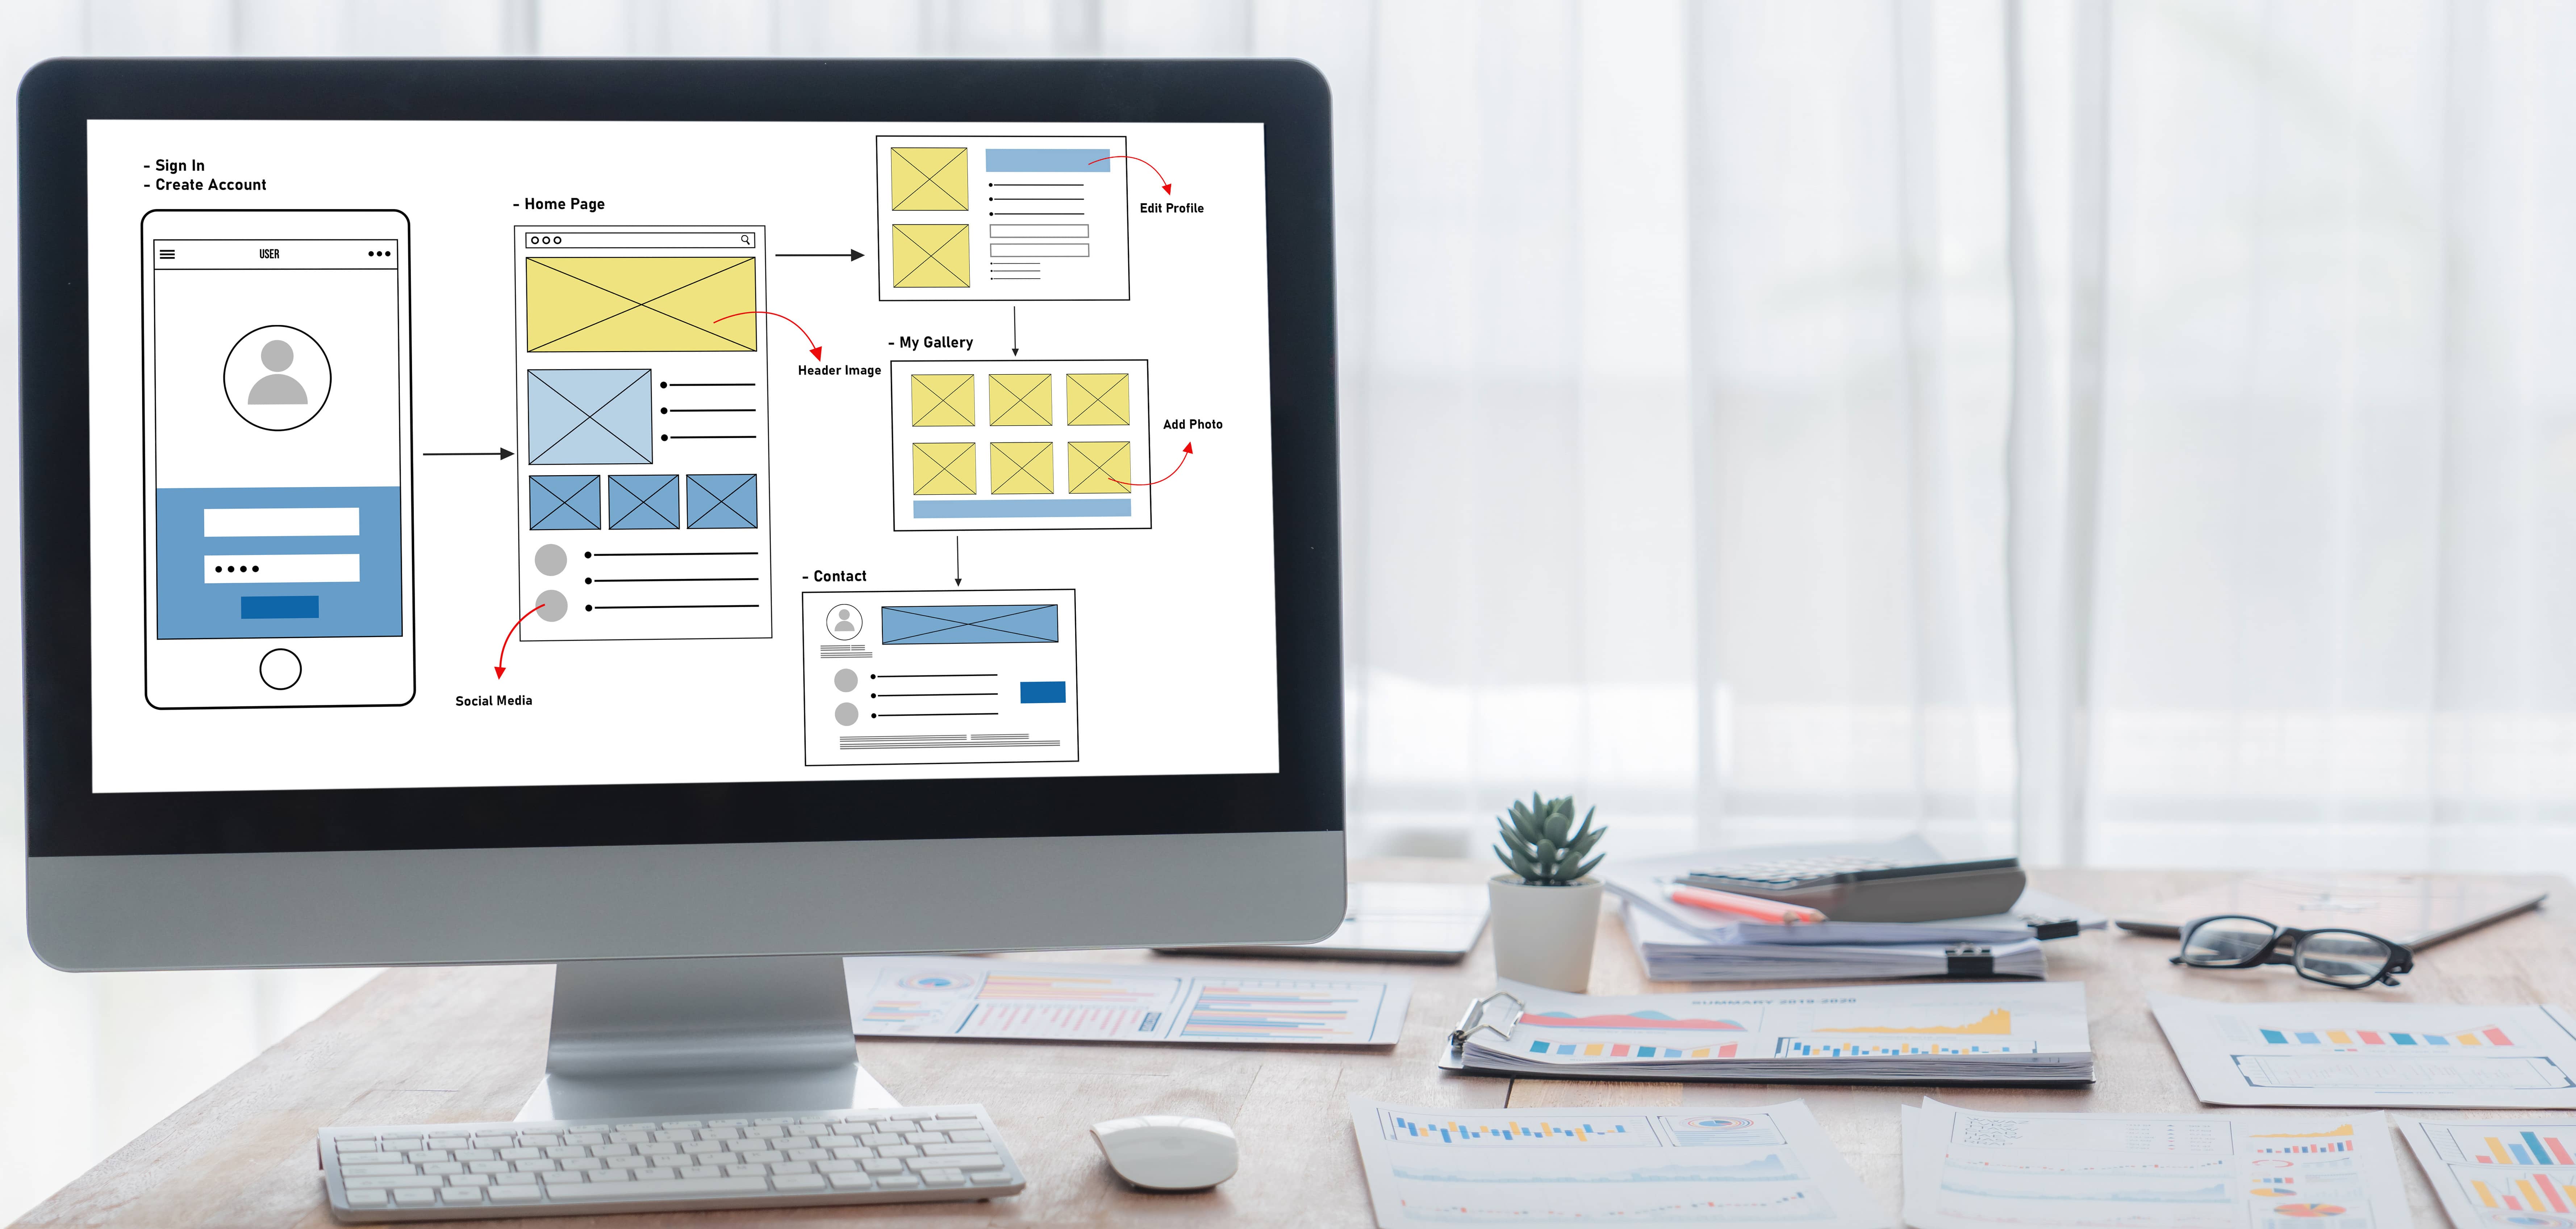 - Sign In
- Create Account
USER
- Home Page
Header Image
Social Media
Edit Profile
- My Gallery
Add Photo
- Contact
SUMMARY 2019-2020